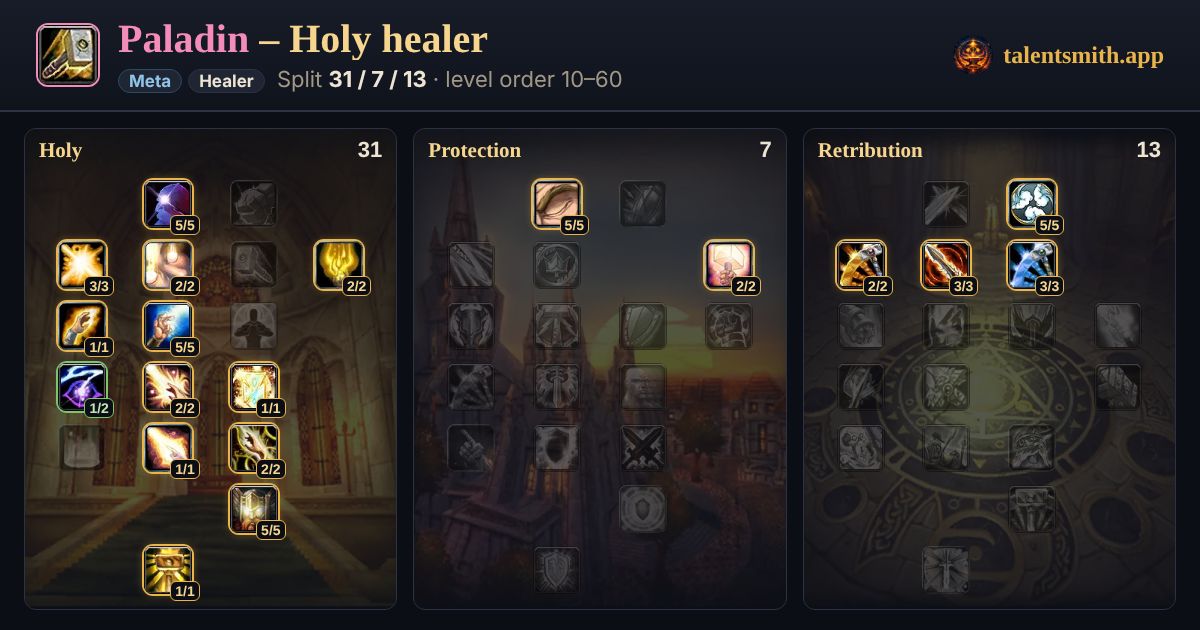 Paladin – Holy healer
Meta Healer Split 31 / 7 / 13 · level order 10–60
talentsmith.app
Holy 31
5/5
3/3 2/2 2/2
1/1 5/5
1/2 2/2 1/1
1/1 2/2
5/5
1/1
Protection 7
5/5
2/2
Retribution 13
5/5
2/2 3/3 3/3